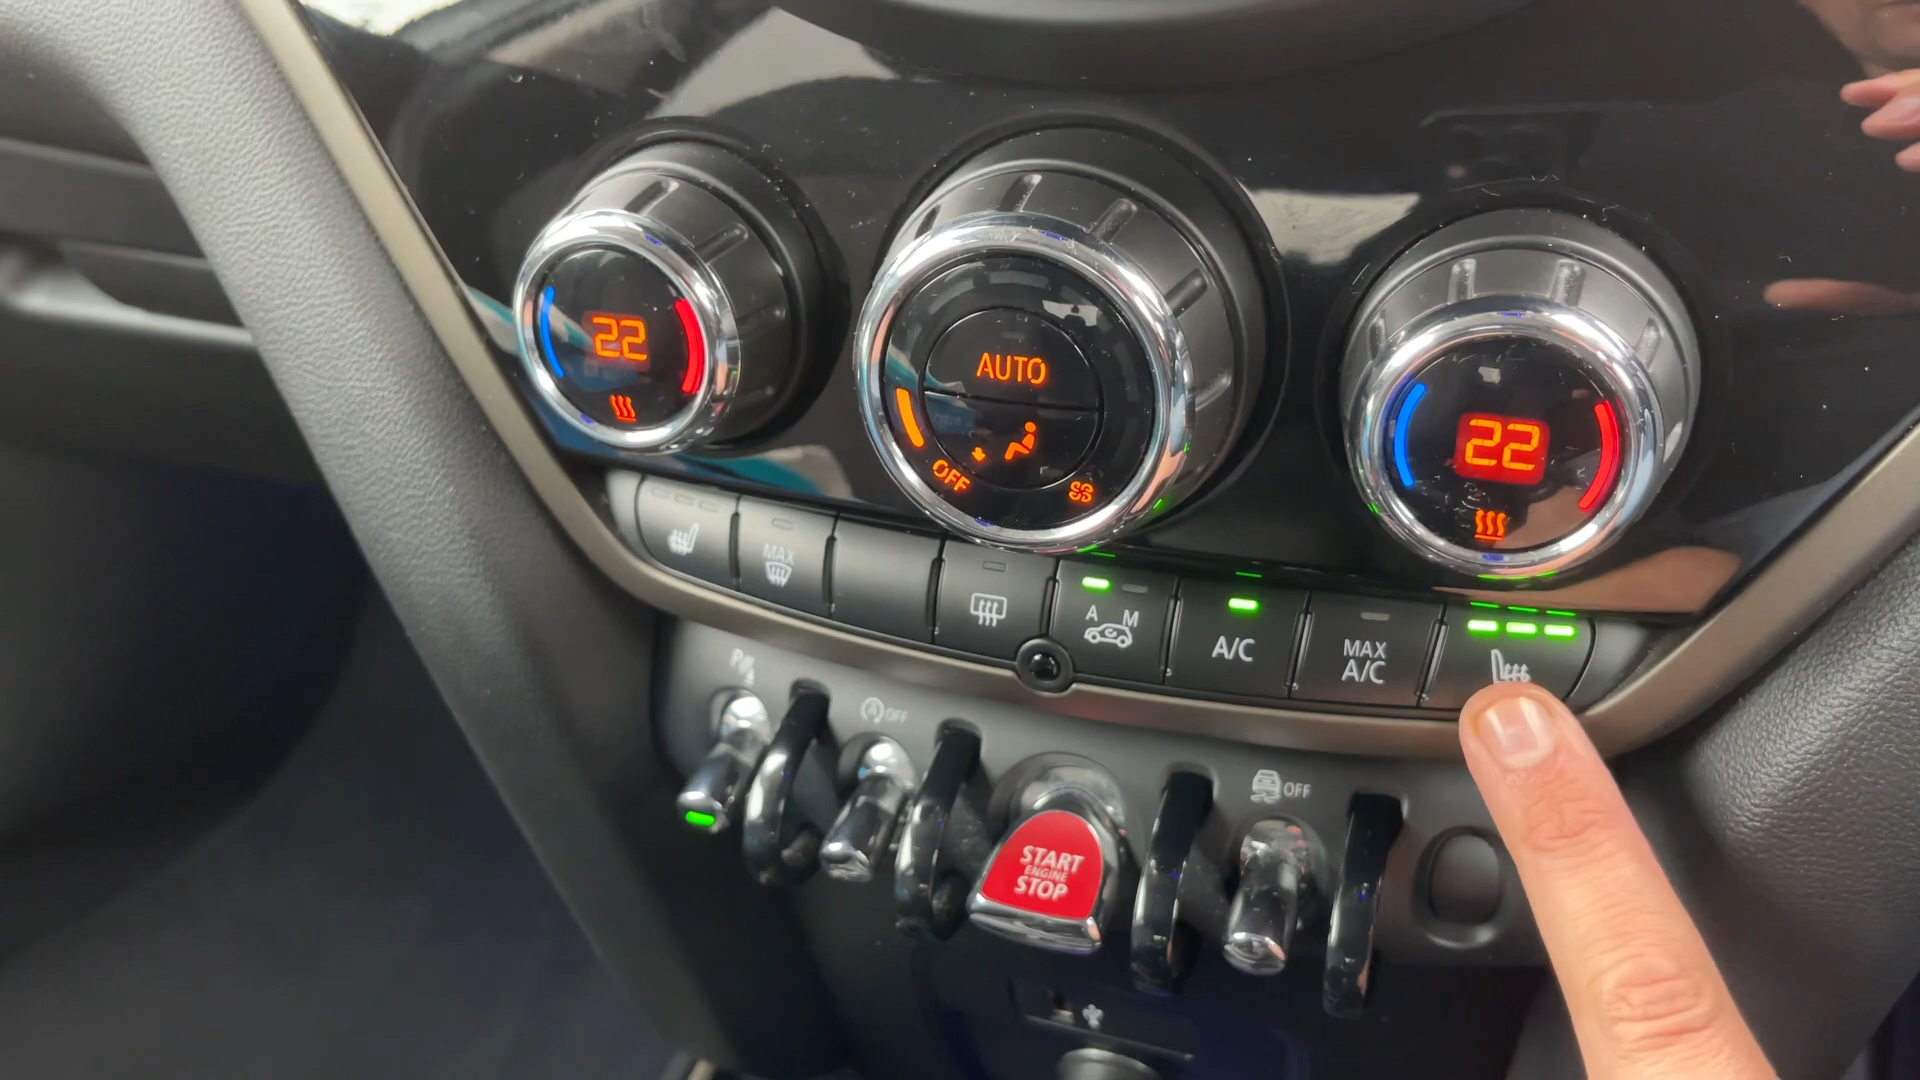 22
AUTO
OFF
22
MAX
A M
A/C
MAX
A/C
P
A OFF
OFF
START
ENGINE
STOP